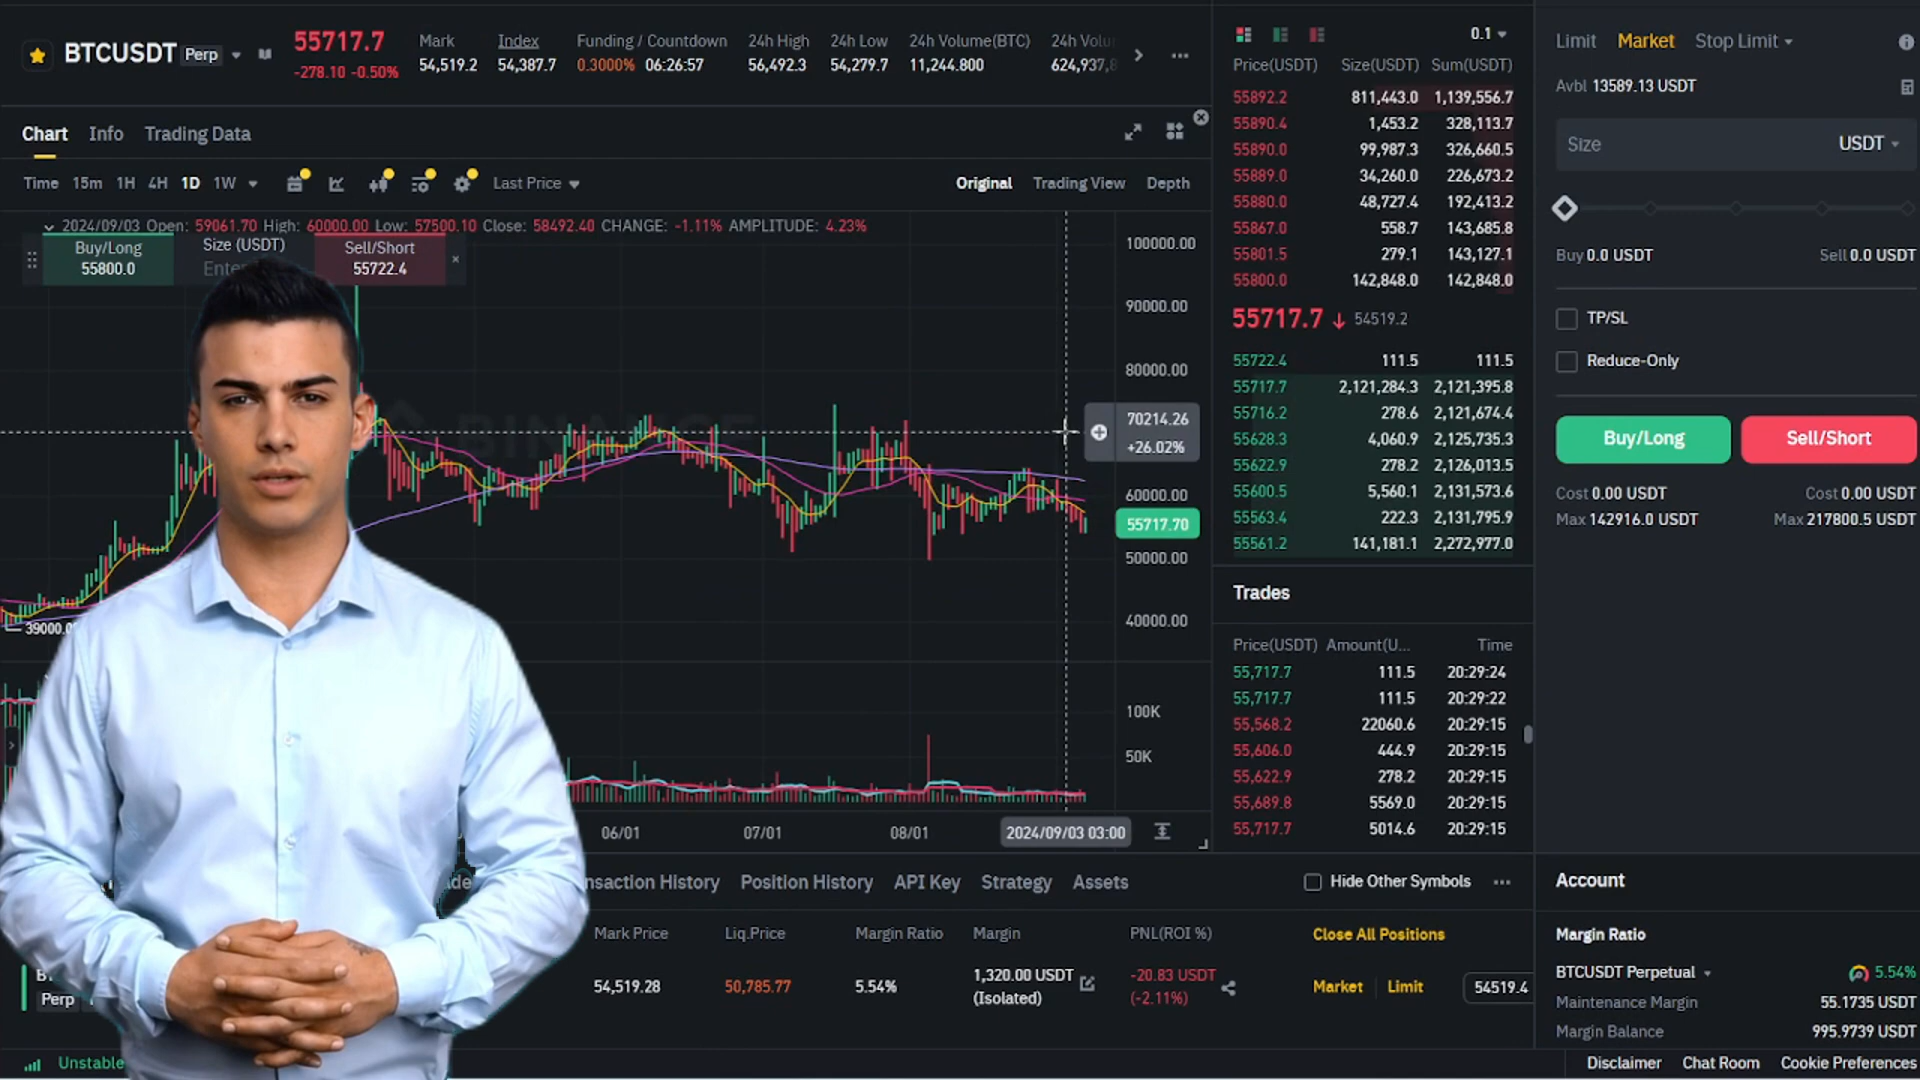 BTCUSDT Perp
55717.7
-278.10 -0.50%
Mark
54,519.2
Index
54,387.7
Funding / Countdown
0.3000% 06:26:57
24h High
56,492.3
24h Low
54,279.7
24h Volume(BTC)
11,244.800
24h Volu
624,937,8
Chart Info Trading Data
Time 15m 1H 4H 1D 1W Last Price Original Trading View Depth
2024/09/03 Open: 59061.70 High: 60000.00 Low: 57500.10 Close: 58492.40 CHANGE: -1.11% AMPLITUDE: 4.23%
Buy/Long
55800.0
Size (USDT)
Enter
Sell/Short
55722.4
BINANCE
100000.00
90000.00
80000.00
70214.26
+26.02%
60000.00
55717.70
50000.00
40000.00
39000.0
100K
50K
06/01 07/01 08/01 2024/09/03 03:00
0.1
Price(USDT) Size(USDT) Sum(USDT)
55892.2 811,443.0 1,139,556.7
55890.4 1,453.2 328,113.7
55890.0 99,987.3 326,660.5
55889.0 34,260.0 226,673.2
55880.0 48,727.4 192,413.2
55867.0 558.7 143,685.8
55801.5 279.1 143,127.1
55800.0 142,848.0 142,848.0
55717.7 54519.2
55722.4 111.5 111.5
55717.7 2,121,284.3 2,121,395.8
55716.2 278.6 2,121,674.4
55628.3 4,060.9 2,125,735.3
55622.9 278.2 2,126,013.5
55600.5 5,560.1 2,131,573.6
55563.4 222.3 2,131,795.9
55561.2 141,181.1 2,272,977.0
Trades
Price(USDT) Amount(U... Time
55,717.7 111.5 20:29:24
55,717.7 111.5 20:29:22
55,568.2 22060.6 20:29:15
55,606.0 444.9 20:29:15
55,622.9 278.2 20:29:15
55,689.8 5569.0 20:29:15
55,717.7 5014.6 20:29:15
Limit Market Stop Limit
Avbl 13589.13 USDT
Size USDT
Buy 0.0 USDT Sell 0.0 USDT
TP/SL
Reduce-Only
Buy/Long Sell/Short
Cost 0.00 USDT Cost 0.00 USDT
Max 142916.0 USDT Max 217800.5 USDT
nsaction History Position History API Key Strategy Assets Hide Other Symbols
Mark Price Liq.Price Margin Ratio Margin PNL(ROI %) Close All Positions
Perp
54,519.28 50,785.77 5.54%
1,320.00 USDT
(Isolated)
-20.83 USDT
(-2.11%)
Market Limit 54519.4
Account
Margin Ratio
BTCUSDT Perpetual 5.54%
Maintenance Margin 55.1735 USDT
Margin Balance 995.9739 USDT
Unstable
Disclaimer Chat Room Cookie Preferences